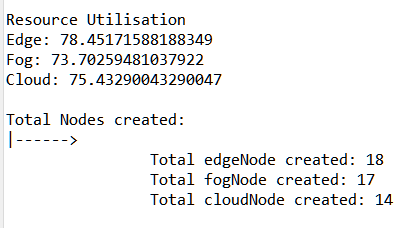 Resource Utilisation
Edge: 78.45171588188349
Fog: 73.70259481037922
Cloud: 75.43290043290047
Total Nodes created:
|------>
Total edgeNode created: 18
Total fogNode created: 17
Total cloudNode created: 14